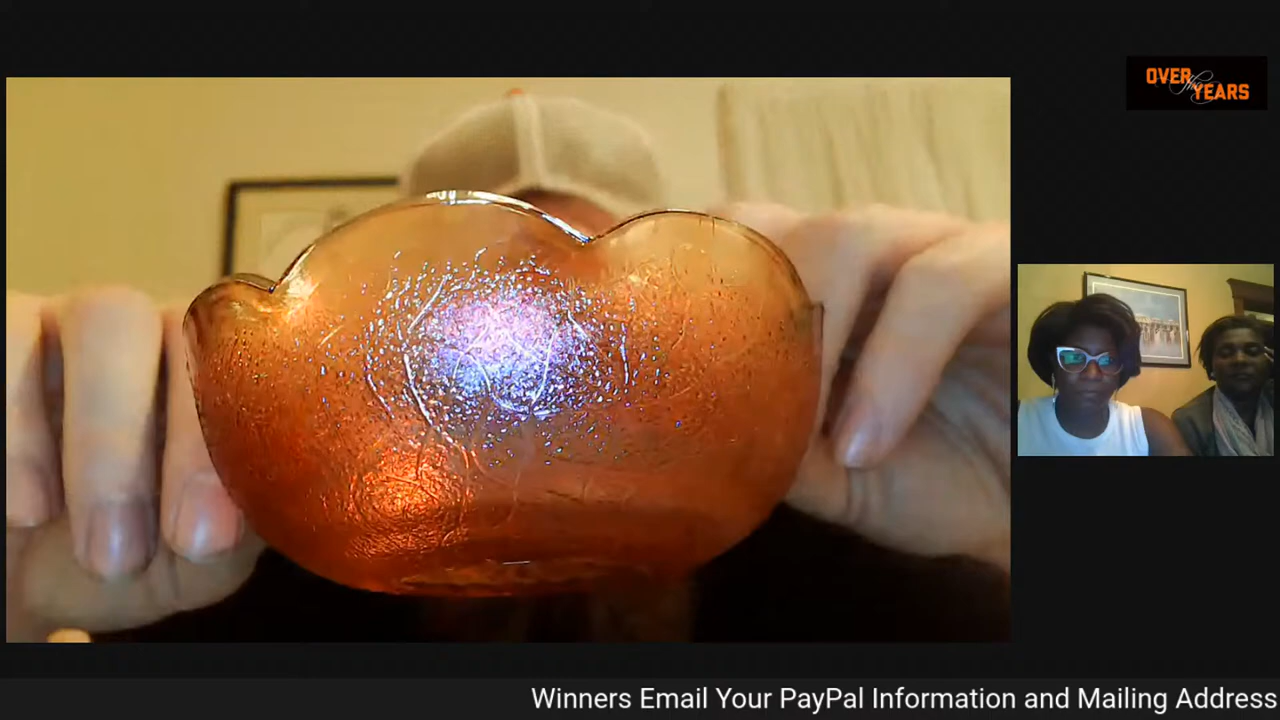 OVER the YEARS
Winners Email Your PayPal Information and Mailing Address